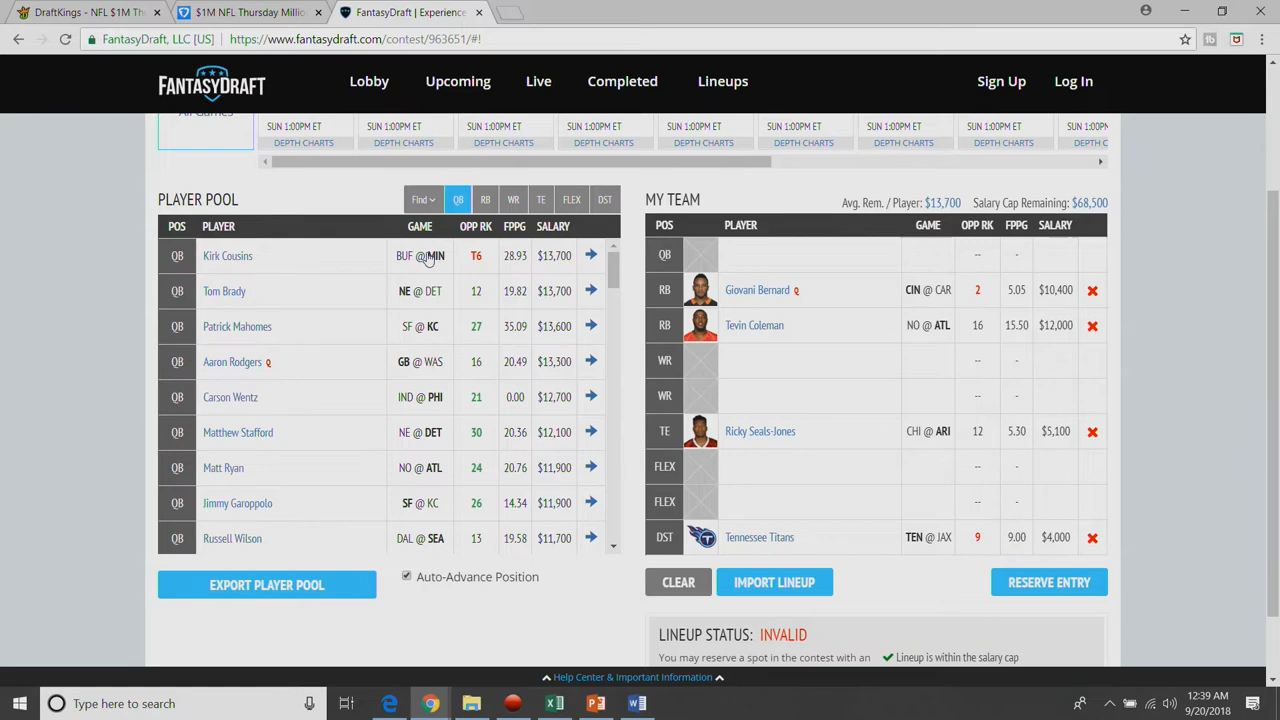 DraftKings - NFL $1M Th
$1M NFL Thursday Millio
FantasyDraft | Experience
FantasyDraft, LLC [US]
https://www.fantasydraft.com/contest/963651/#!
FANTASYDRAFT
Lobby
Upcoming
Live
Completed
Lineups
Sign Up
Log In
All Games
SUN 1:00PM ET SUN 1:00PM ET SUN 1:00PM ET SUN 1:00PM ET SUN 1:00PM ET SUN 1:00PM ET SUN 1:00PM ET SUN 1:00PM ET SUN 1:00P
DEPTH CHARTS DEPTH CHARTS DEPTH CHARTS DEPTH CHARTS DEPTH CHARTS DEPTH CHARTS DEPTH CHARTS DEPTH CHARTS DEPTH C
PLAYER POOL
Find QB RB WR TE FLEX DST
POS PLAYER GAME OPP RK FPPG SALARY
QB Kirk Cousins BUF @ MIN T6 28.93 $13,700
QB Tom Brady NE @ DET 12 19.82 $13,700
QB Patrick Mahomes SF @ KC 27 35.09 $13,600
QB Aaron Rodgers Q GB @ WAS 16 20.49 $13,300
QB Carson Wentz IND @ PHI 21 0.00 $12,700
QB Matthew Stafford NE @ DET 30 20.36 $12,100
QB Matt Ryan NO @ ATL 24 20.76 $11,900
QB Jimmy Garoppolo SF @ KC 26 14.34 $11,900
QB Russell Wilson DAL @ SEA 13 19.58 $11,700
EXPORT PLAYER POOL
Auto-Advance Position
MY TEAM
Avg. Rem. / Player: $13,700 Salary Cap Remaining: $68,500
POS PLAYER GAME OPP RK FPPG SALARY
QB -- -
RB Giovani Bernard Q CIN @ CAR 2 5.05 $10,400
RB Tevin Coleman NO @ ATL 16 15.50 $12,000
WR -- -
WR -- -
TE Ricky Seals-Jones CHI @ ARI 12 5.30 $5,100
FLEX -- -
FLEX -- -
DST Tennessee Titans TEN @ JAX 9 9.00 $4,000
CLEAR
IMPORT LINEUP
RESERVE ENTRY
LINEUP STATUS: INVALID
You may reserve a spot in the contest with an
Lineup is within the salary cap
Help Center & Important Information
Type here to search
12:39 AM
9/20/2018